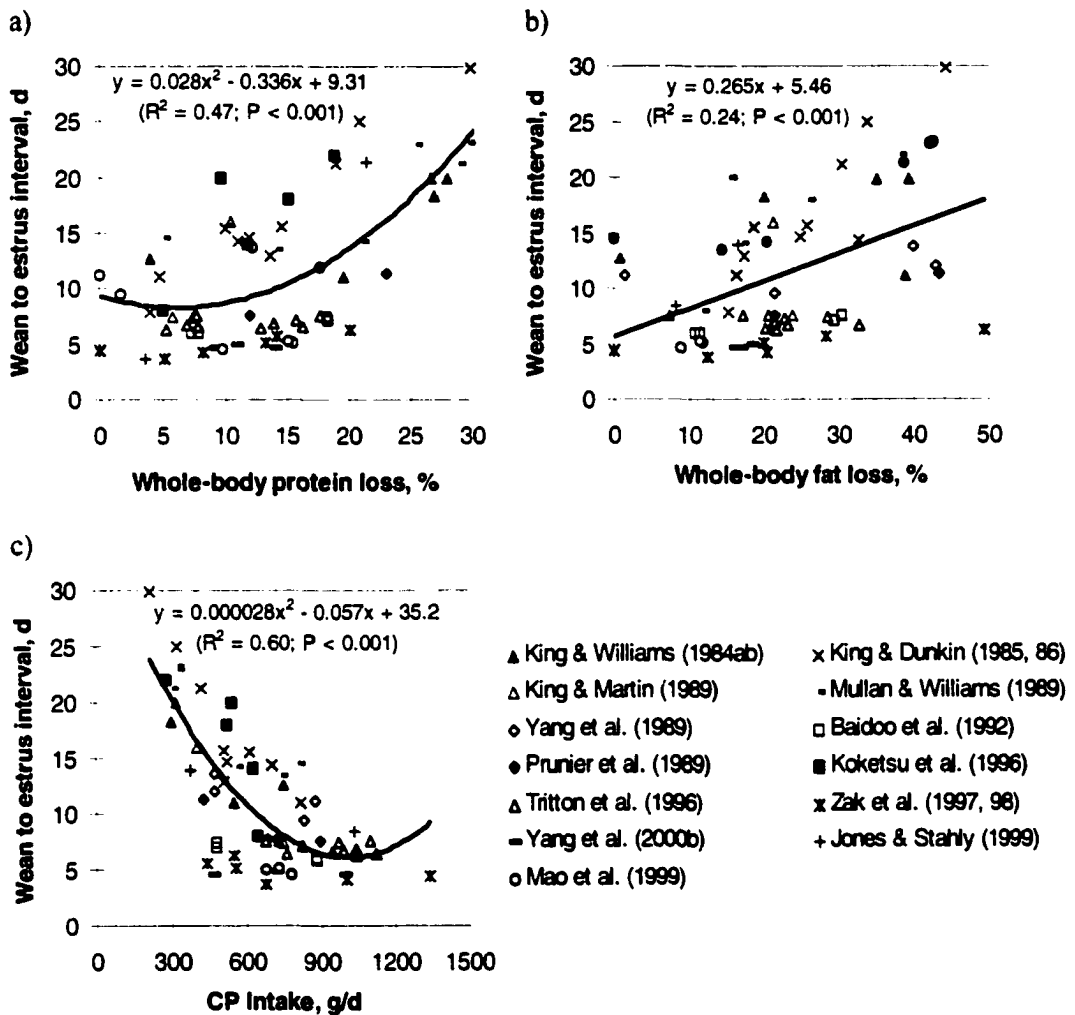 a)
Wean to estrus interval, d
30
25
20
15
10
5
0
y = 0.028x² - 0.336x + 9.31
(R² = 0.47; P < 0.001)
0 5 10 15 20 25 30
Whole-body protein loss, %
b)
Wean to estrus interval, d
30
25
20
15
10
5
0
y = 0.265x + 5.46
(R² = 0.24; P < 0.001)
0 10 20 30 40 50
Whole-body fat loss, %
c)
Wean to estrus interval, d
30
25
20
15
10
5
0
y = 0.000028x² - 0.057x + 35.2
(R² = 0.60; P < 0.001)
0 300 600 900 1200 1500
CP Intake, g/d
King & Williams (1984ab)
King & Martin (1989)
Yang et al. (1989)
Prunier et al. (1989)
Tritton et al. (1996)
Yang et al. (2000b)
Mao et al. (1999)
King & Dunkin (1985, 86)
Mullan & Williams (1989)
Baidoo et al. (1992)
Koketsu et al. (1996)
Zak et al. (1997, 98)
Jones & Stahly (1999)